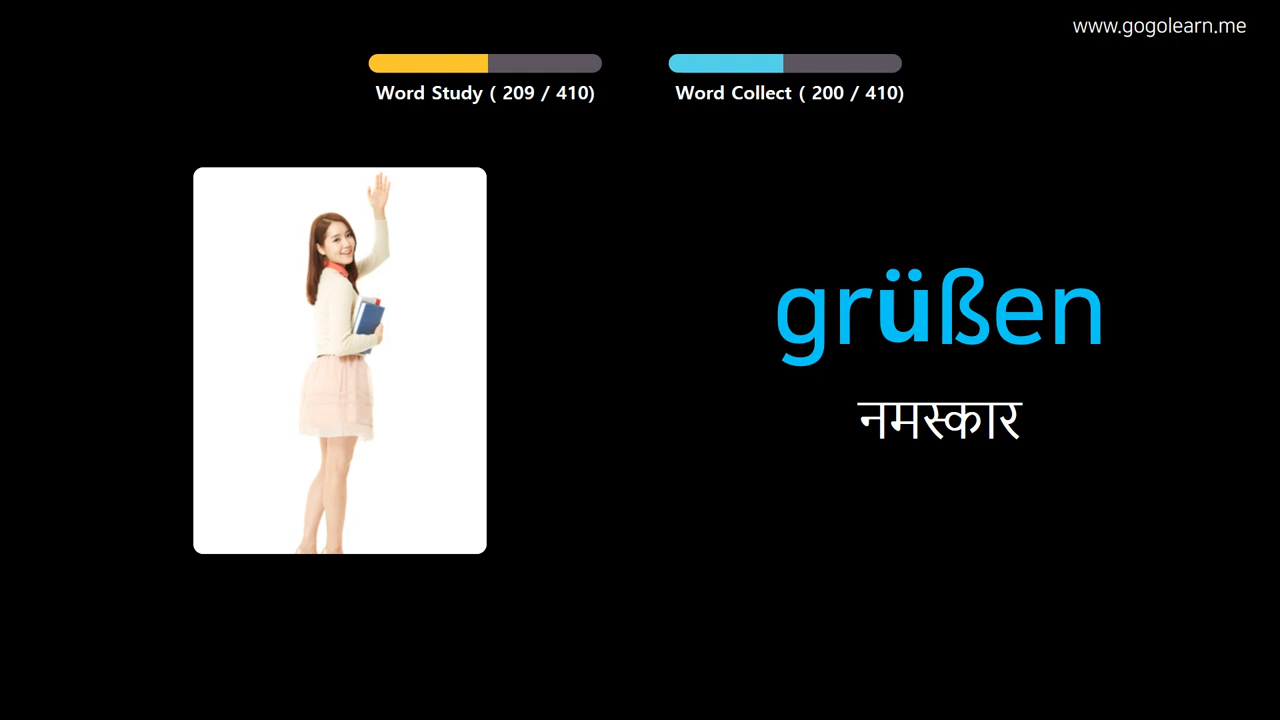 www.gogolearn.me
Word Study ( 209 / 410)
Word Collect ( 200 / 410)
grüßen
नमस्कार